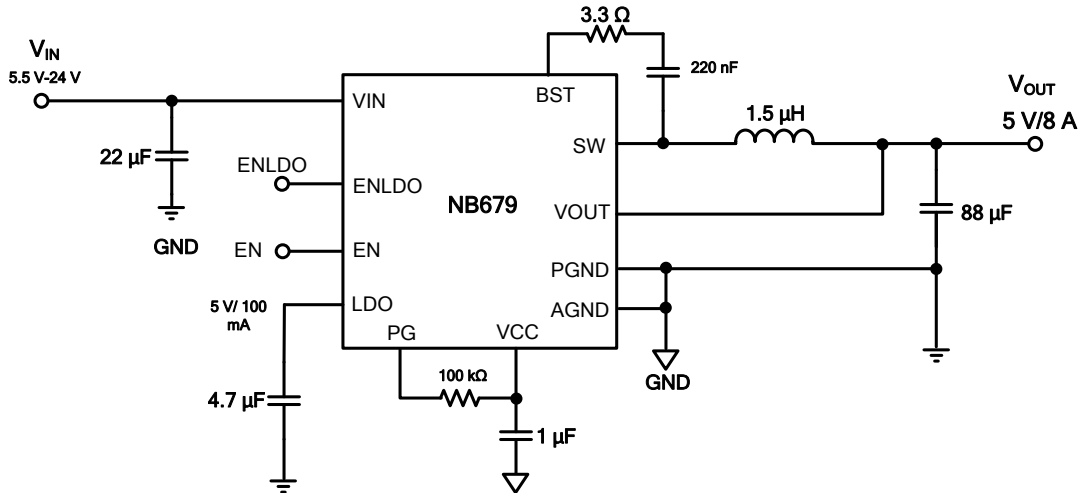 3.3 Ω
220 nF
V_IN
5.5 V-24 V
VIN
BST
V_OUT
5 V/8 A
1.5 µH
SW
22 µF
GND
ENLDO
ENLDO
NB679
VOUT
88 µF
EN
EN
PGND
5 V/ 100
mA
LDO
AGND
PG
VCC
GND
100 kΩ
4.7 µF
1 µF